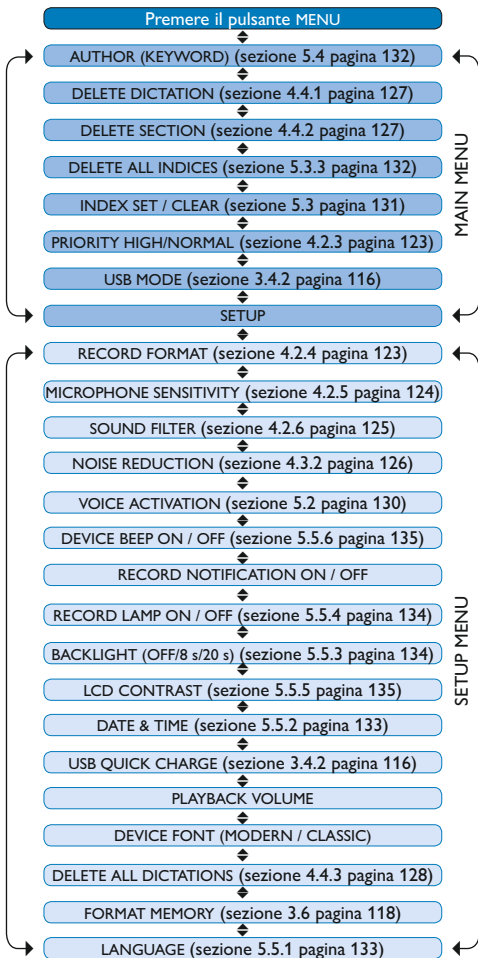 Premere il pulsante MENU
AUTHOR (KEYWORD) (sezione 5.4 pagina 132)
DELETE DICTATION (sezione 4.4.1 pagina 127)
DELETE SECTION (sezione 4.4.2 pagina 127)
DELETE ALL INDICES (sezione 5.3.3 pagina 132)
INDEX SET / CLEAR (sezione 5.3 pagina 131)
PRIORITY HIGH/NORMAL (sezione 4.2.3 pagina 123)
USB MODE (sezione 3.4.2 pagina 116)
SETUP
MAIN MENU
RECORD FORMAT (sezione 4.2.4 pagina 123)
MICROPHONE SENSITIVITY (sezione 4.2.5 pagina 124)
SOUND FILTER (sezione 4.2.6 pagina 125)
NOISE REDUCTION (sezione 4.3.2 pagina 126)
VOICE ACTIVATION (sezione 5.2 pagina 130)
DEVICE BEEP ON / OFF (sezione 5.5.6 pagina 135)
RECORD NOTIFICATION ON / OFF
RECORD LAMP ON / OFF (sezione 5.5.4 pagina 134)
BACKLIGHT (OFF/8 s/20 s) (sezione 5.5.3 pagina 134)
LCD CONTRAST (sezione 5.5.5 pagina 135)
DATE & TIME (sezione 5.5.2 pagina 133)
USB QUICK CHARGE (sezione 3.4.2 pagina 116)
PLAYBACK VOLUME
DEVICE FONT (MODERN / CLASSIC)
DELETE ALL DICTATIONS (sezione 4.4.3 pagina 128)
FORMAT MEMORY (sezione 3.6 pagina 118)
LANGUAGE (sezione 5.5.1 pagina 133)
SETUP MENU